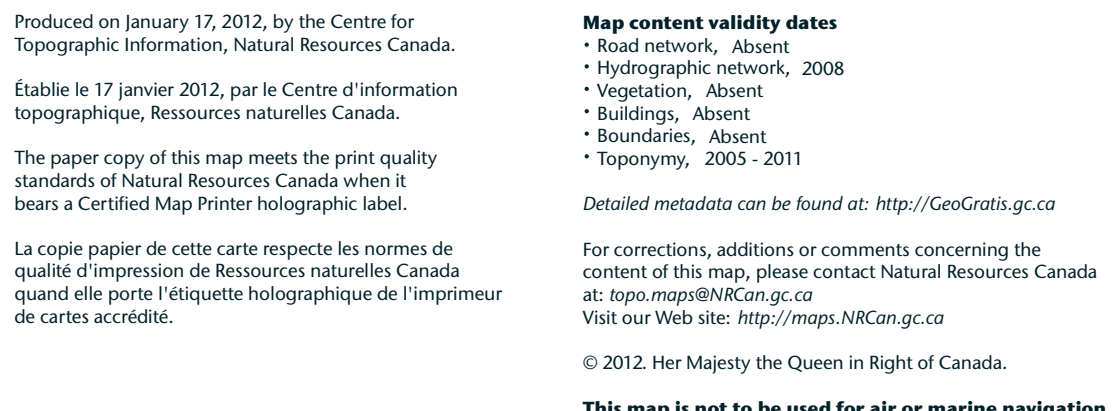 Produced on January 17, 2012, by the Centre for
Topographic Information, Natural Resources Canada.
Établie le 17 janvier 2012, par le Centre d'information
topographique, Ressources naturelles Canada.
The paper copy of this map meets the print quality
standards of Natural Resources Canada when it
bears a Certified Map Printer holographic label.
La copie papier de cette carte respecte les normes de
qualité d'impression de Ressources naturelles Canada
quand elle porte l'étiquette holographique de l'imprimeur
de cartes accrédité.
Map content validity dates
• Road network, Absent
• Hydrographic network, 2008
• Vegetation, Absent
• Buildings, Absent
• Boundaries, Absent
• Toponymy, 2005 - 2011
Detailed metadata can be found at: http://GeoGratis.gc.ca
For corrections, additions or comments concerning the
content of this map, please contact Natural Resources Canada
at: topo.maps@NRCan.gc.ca
Visit our Web site: http://maps.NRCan.gc.ca
© 2012. Her Majesty the Queen in Right of Canada.
This map is not to be used for air or marine navigation